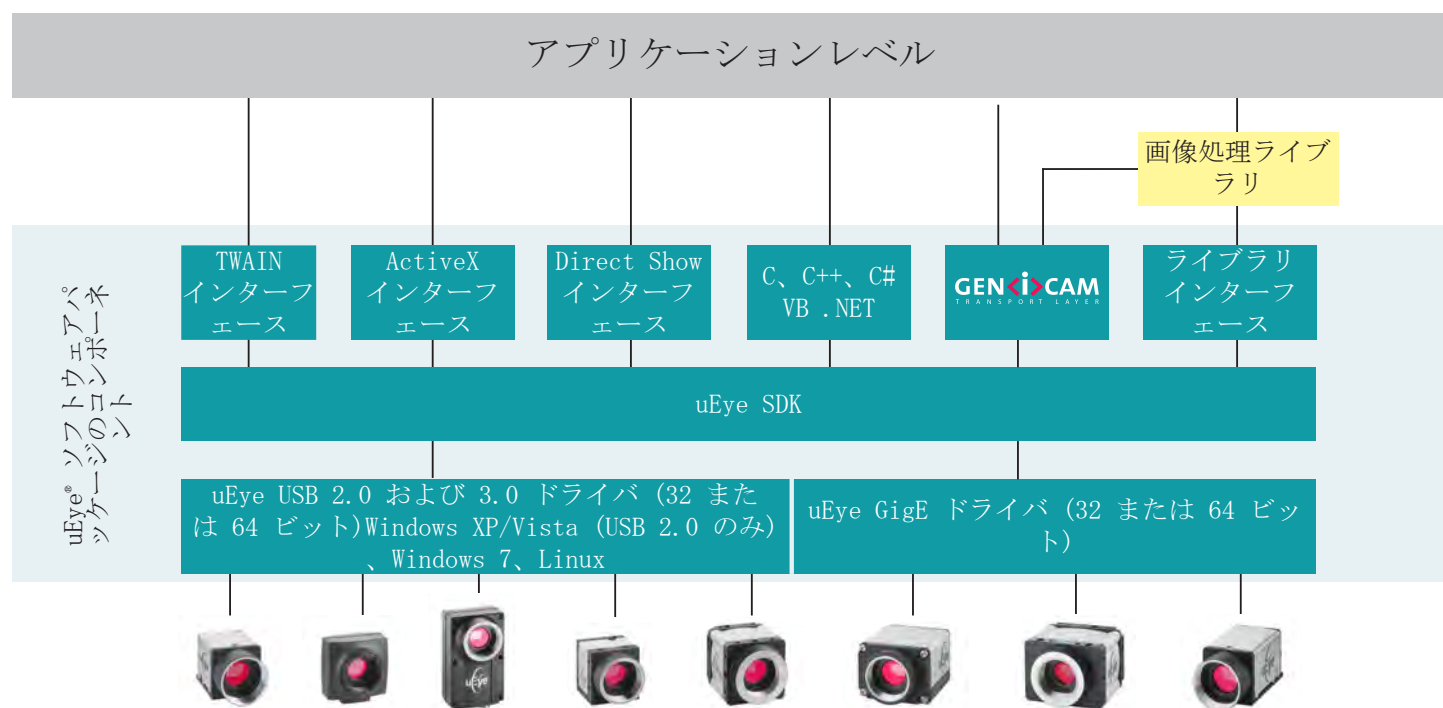 アプリケーションレベル
画像処理ライブ
ラリ
TWAIN
インターフ
ェース
ActiveX
インターフ
ェース
Direct Show
インターフ
ェース
C、C++、C#
VB .NET
GEN<i>CAM
TRANSPORT LAYER
ライブラリ
インターフ
ェース
uEye® ソフトウェアパ
ッケージのコンポーネ
ント
uEye SDK
uEye USB 2.0 および 3.0 ドライバ (32 また
は 64 ビット)Windows XP/Vista (USB 2.0 のみ)
、Windows 7、Linux
uEye GigE ドライバ (32 または 64 ビッ
ト)
uEye